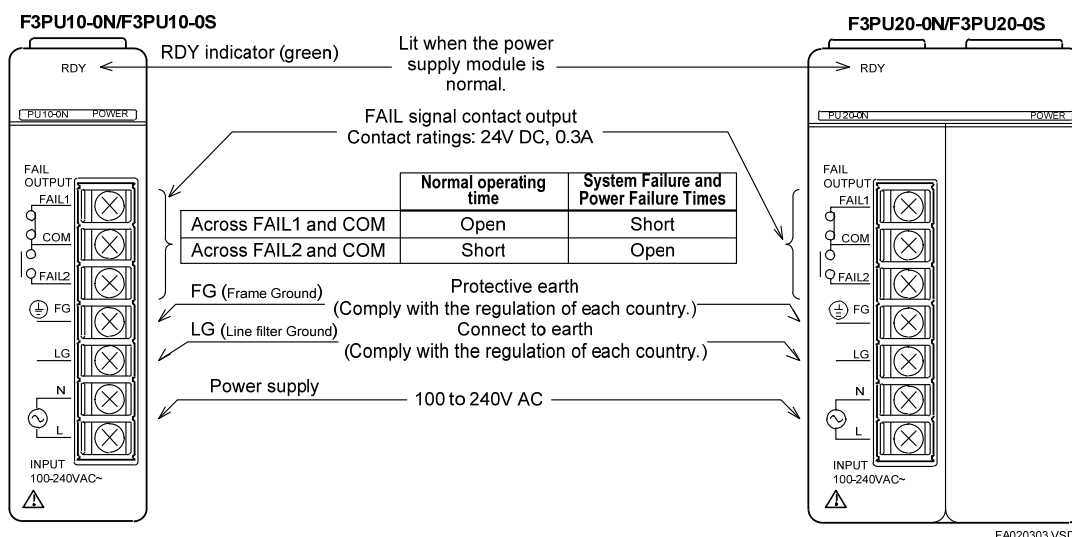 F3PU10-0N/F3PU10-0S
F3PU20-0N/F3PU20-0S
RDY
RDY indicator (green)
Lit when the power
supply module is
normal.
RDY
PU10-0N POWER
PU20-0N POWER
FAIL signal contact output
Contact ratings: 24V DC, 0.3A
Normal operating time
System Failure and Power Failure Times
Across FAIL1 and COM Open Short
Across FAIL2 and COM Short Open
FG (Frame Ground)
Protective earth
(Comply with the regulation of each country.)
LG (Line filter Ground)
Connect to earth
(Comply with the regulation of each country.)
Power supply
100 to 240V AC
FAIL
OUTPUT
FAIL1
COM
FAIL2
FG
LG
N
L
INPUT
100-240VAC~
FAIL
OUTPUT
FAIL1
COM
FAIL2
FG
LG
N
L
INPUT
100-240VAC~
FA020303.VSD